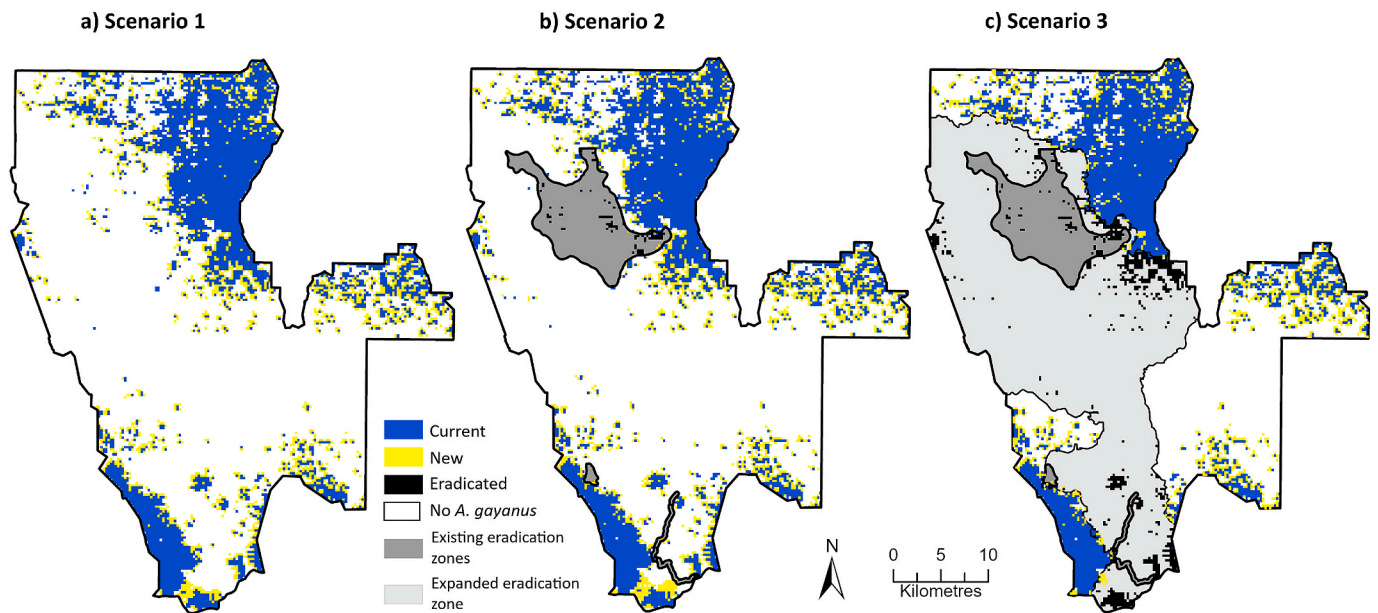 a) Scenario 1
b) Scenario 2
c) Scenario 3
Current
New
Eradicated
No A. gayanus
Existing eradication
zones
Expanded eradication
zone
N
0 5 10
Kilometres